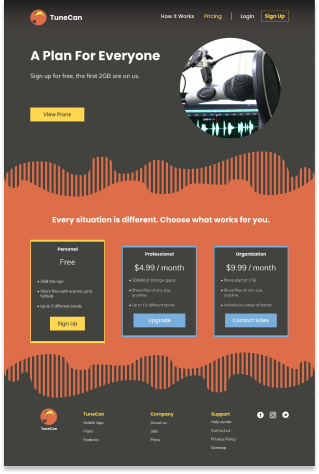 TuneCan
How it Works
Pricing
Login
Sign Up
A Plan For Everyone
Sign up for free, the first 2GB are on us.
View Plans
Every situation is different. Choose what works for you.
Personal
Free
2GB Storage
Share files with anyone up to
500MB
Up to 5 different bands
Sign Up
Professional
$4.99 / month
500MB of storage space
Share files of any size,
anytime
Up to 10 different bands
Upgrade
Organization
$9.99 / month
Plans start at 1TB
Share files of any size,
anytime
Unlimited number of bands
Contact Sales
TuneCan
TuneCan
Mobile App
Plans
Features
Company
About us
Jobs
Press
Support
Help center
Contact us
Privacy Policy
Sitemap